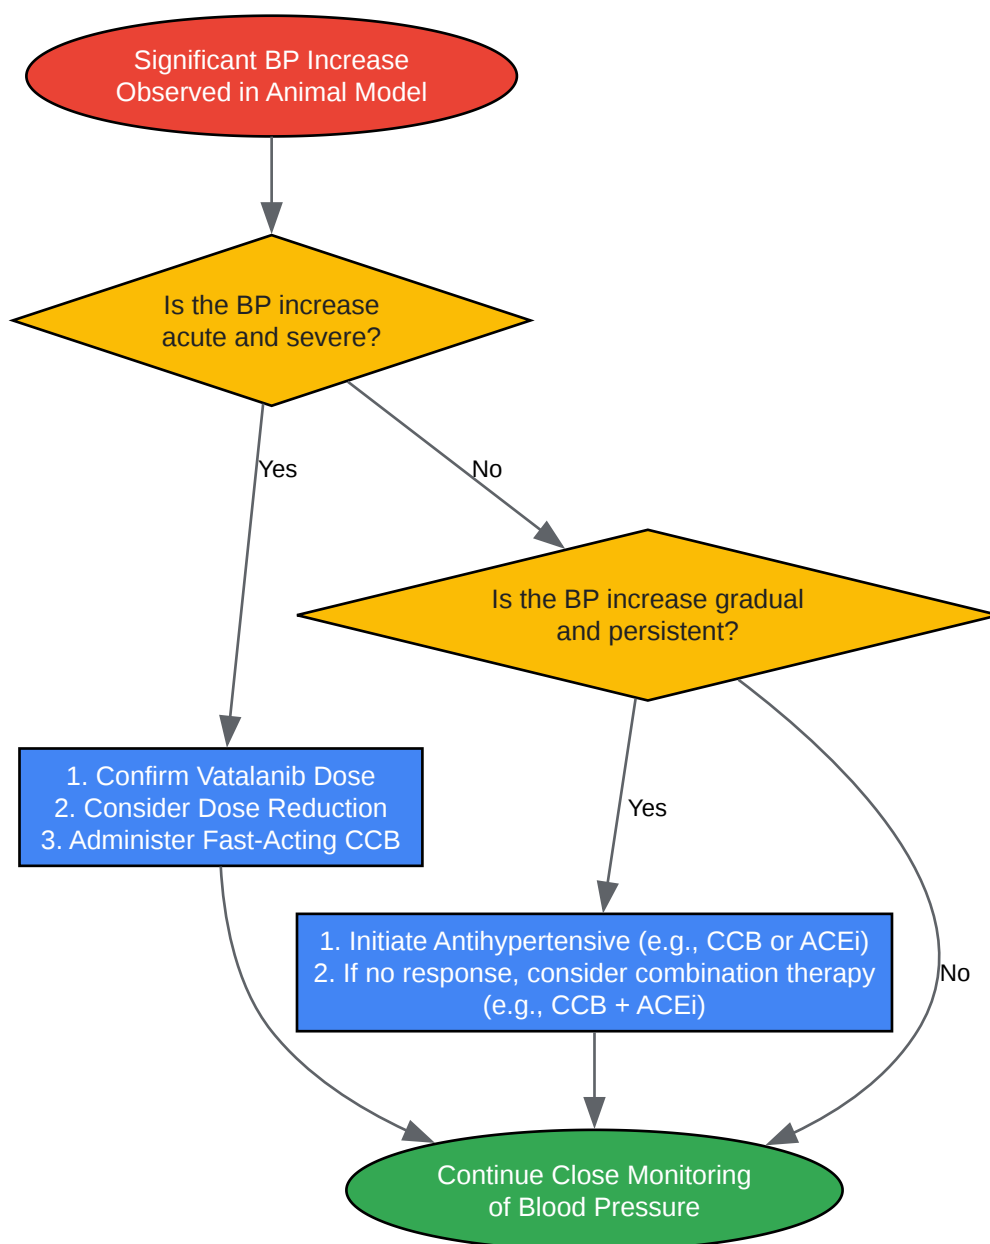 Significant BP Increase
Observed in Animal Model
Is the BP increase
acute and severe?
Yes
No
Is the BP increase gradual
and persistent?
1. Confirm Vatalanib Dose
2. Consider Dose Reduction
3. Administer Fast-Acting CCB
Yes
1. Initiate Antihypertensive (e.g., CCB or ACEi)
2. If no response, consider combination therapy
(e.g., CCB + ACEi)
No
Continue Close Monitoring
of Blood Pressure